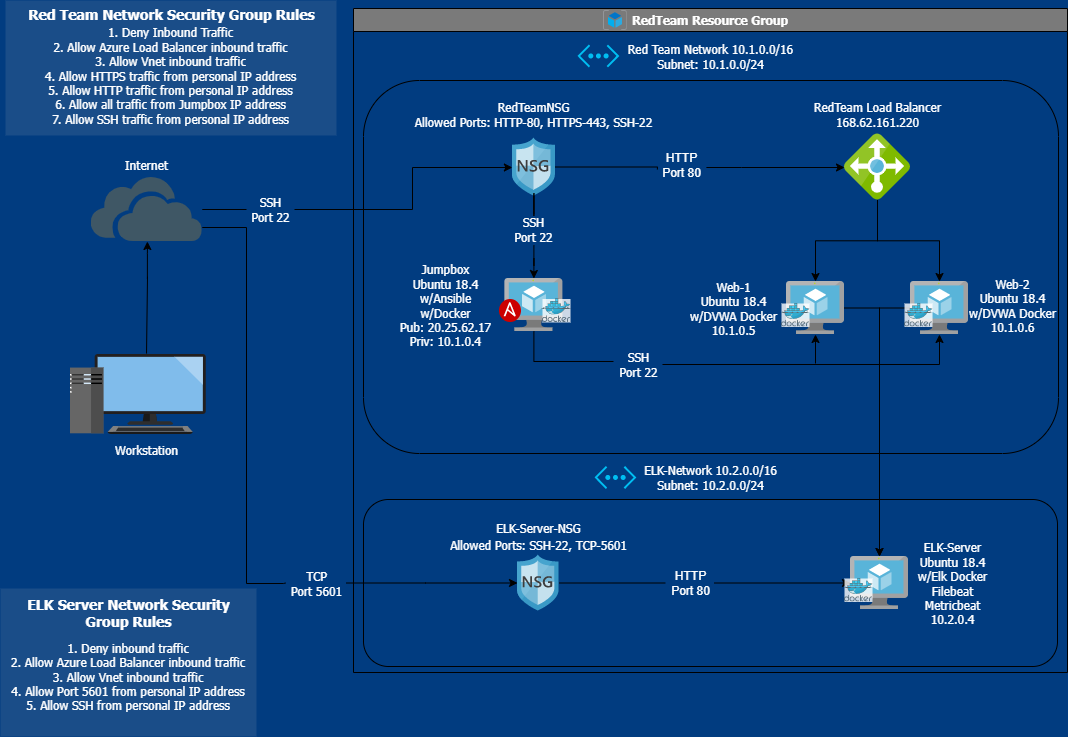 Red Team Network Security Group Rules
1. Deny Inbound Traffic
2. Allow Azure Load Balancer inbound traffic
3. Allow Vnet inbound traffic
4. Allow HTTPS traffic from personal IP address
5. Allow HTTP traffic from personal IP address
6. Allow all traffic from Jumpbox IP address
7. Allow SSH traffic from personal IP address
RedTeam Resource Group
Red Team Network 10.1.0.0/16
Subnet: 10.1.0.0/24
RedTeamNSG
Allowed Ports: HTTP-80, HTTPS-443, SSH-22
RedTeam Load Balancer
168.62.161.220
Internet
NSG
HTTP
Port 80
SSH
Port 22
SSH
Port 22
Jumpbox
Ubuntu 18.4
w/Ansible
w/Docker
Pub: 20.25.62.17
Priv: 10.1.0.4
A
docker
Web-1
Ubuntu 18.4
w/DVWA Docker
10.1.0.5
docker
Web-2
Ubuntu 18.4
w/DVWA Docker
10.1.0.6
docker
SSH
Port 22
Workstation
ELK-Network 10.2.0.0/16
Subnet: 10.2.0.0/24
ELK-Server-NSG
Allowed Ports: SSH-22, TCP-5601
TCP
Port 5601
NSG
HTTP
Port 80
docker
ELK-Server
Ubuntu 18.4
w/Elk Docker
Filebeat
Metricbeat
10.2.0.4
ELK Server Network Security
Group Rules
1. Deny inbound traffic
2. Allow Azure Load Balancer inbound traffic
3. Allow Vnet inbound traffic
4. Allow Port 5601 from personal IP address
5. Allow SSH from personal IP address